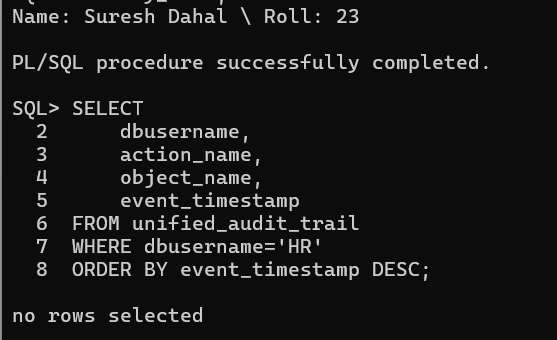 Name: Suresh Dahal \ Roll: 23
PL/SQL procedure successfully completed.
SQL> SELECT
  2      dbusername,
  3      action_name,
  4      object_name,
  5      event_timestamp
  6  FROM unified_audit_trail
  7  WHERE dbusername='HR'
  8  ORDER BY event_timestamp DESC;
no rows selected